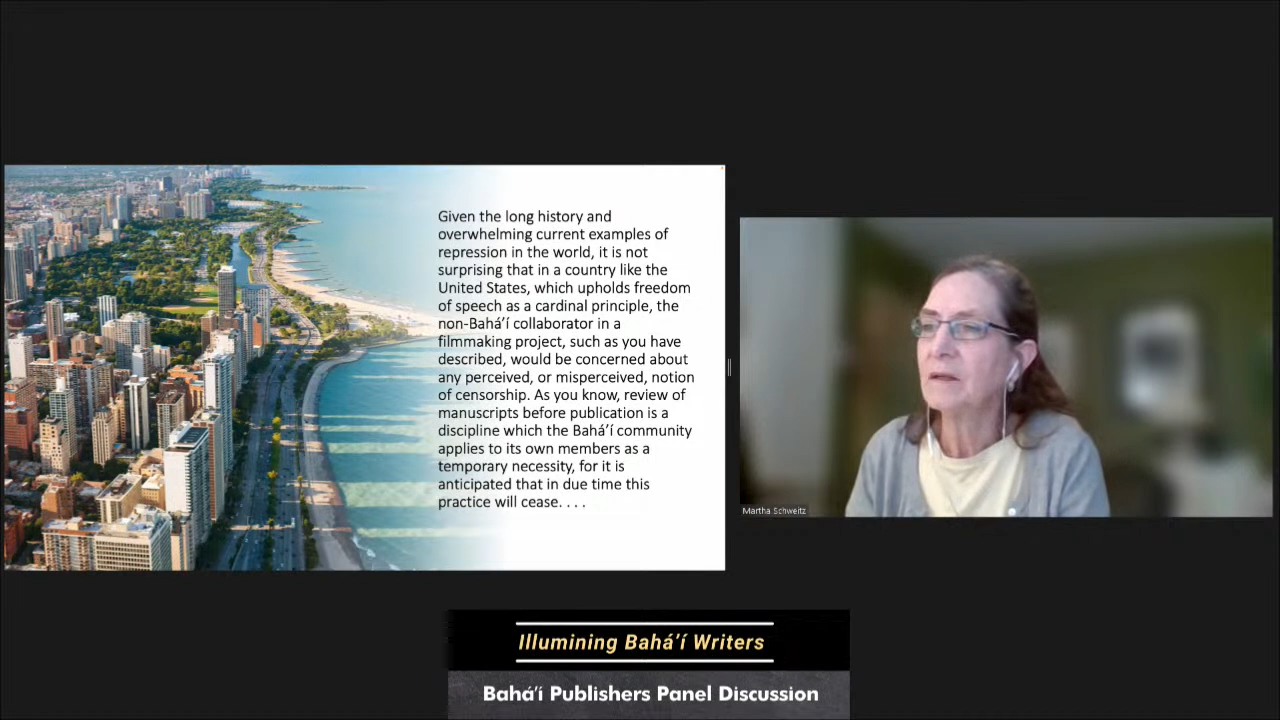 Given the long history and
overwhelming current examples of
repression in the world, it is not
surprising that in a country like the
United States, which upholds freedom
of speech as a cardinal principle, the
non-Bahá’í collaborator in a
filmmaking project, such as you have
described, would be concerned about
any perceived, or misperceived, notion
of censorship. As you know, review of
manuscripts before publication is a
discipline which the Bahá’í community
applies to its own members as a
temporary necessity, for it is
anticipated that in due time this
practice will cease. . . .
Martha Schweitz
Illumining Bahá’í Writers
Bahá’í Publishers Panel Discussion